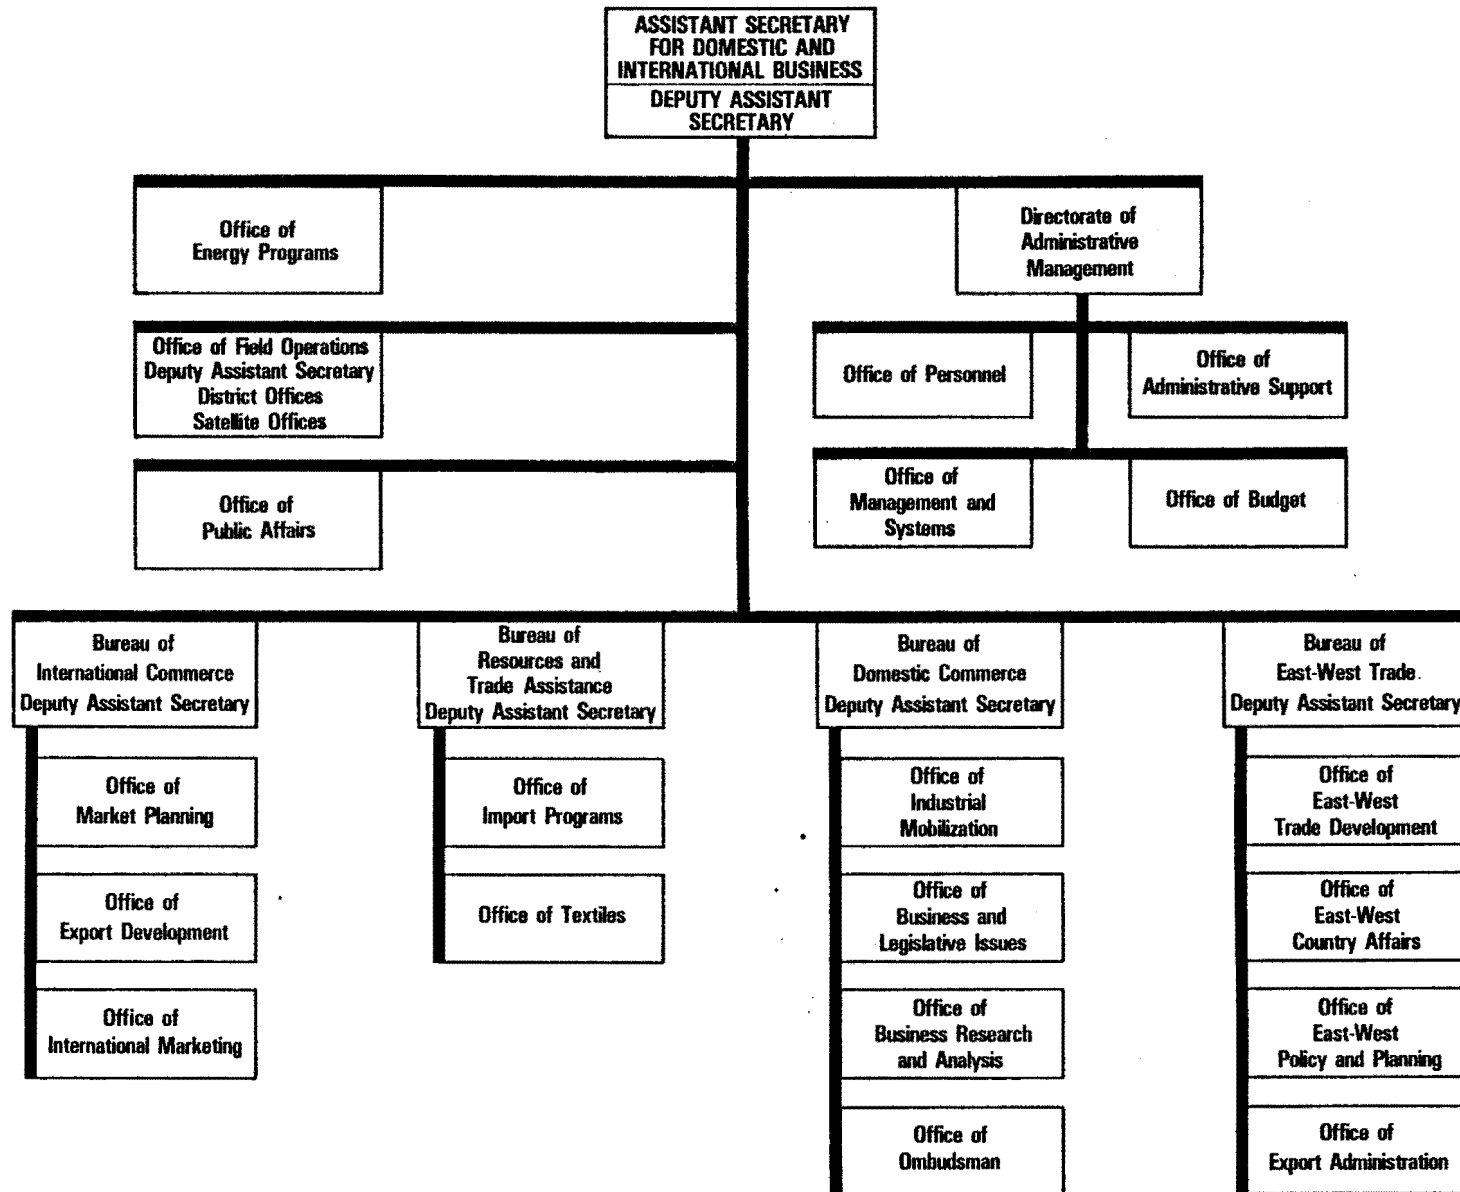 ASSISTANT SECRETARY
FOR DOMESTIC AND
INTERNATIONAL BUSINESS
DEPUTY ASSISTANT
SECRETARY
Office of
Energy Programs
Directorate of
Administrative
Management
Office of Field Operations
Deputy Assistant Secretary
District Offices
Satellite Offices
Office of Personnel
Office of
Administrative Support
Office of
Public Affairs
Office of
Management and
Systems
Office of Budget
Bureau of
International Commerce
Deputy Assistant Secretary
Bureau of
Resources and
Trade Assistance
Deputy Assistant Secretary
Bureau of
Domestic Commerce
Deputy Assistant Secretary
Bureau of
East-West Trade
Deputy Assistant Secretary
Office of
Market Planning
Office of
Import Programs
Office of
Industrial
Mobilization
Office of
East-West
Trade Development
Office of
Export Development
Office of Textiles
Office of
Business and
Legislative Issues
Office of
East-West
Country Affairs
Office of
International Marketing
Office of
Business Research
and Analysis
Office of
East-West
Policy and Planning
Office of
Ombudsman
Office of
Export Administration